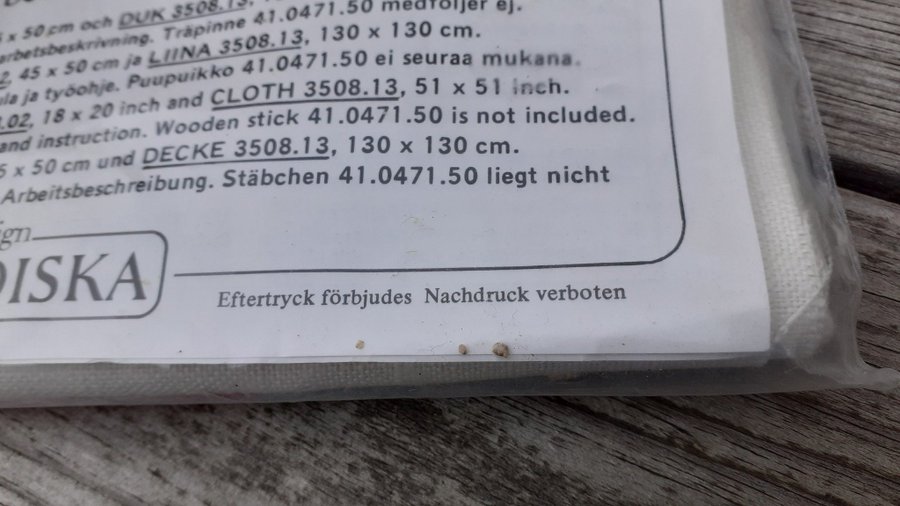 x 50 cm och DUK 3508.13,
arbetsbeskrivning. Träpinne 41.0471.50 medföljer ej.
2, 45 x 50 cm ja LIINA 3508.13, 130 x 130 cm.
la ja työohje. Puupuikko 41.0471.50 ei seuraa mukana.
.02, 18 x 20 inch and CLOTH 3508.13, 51 x 51 inch.
and instruction. Wooden stick 41.0471.50 is not included.
5 x 50 cm und DECKE 3508.13, 130 x 130 cm.
Arbeitsbeschreibung. Stäbchen 41.0471.50 liegt nicht
ign
DISKA
Eftertryck förbjudes Nachdruck verboten